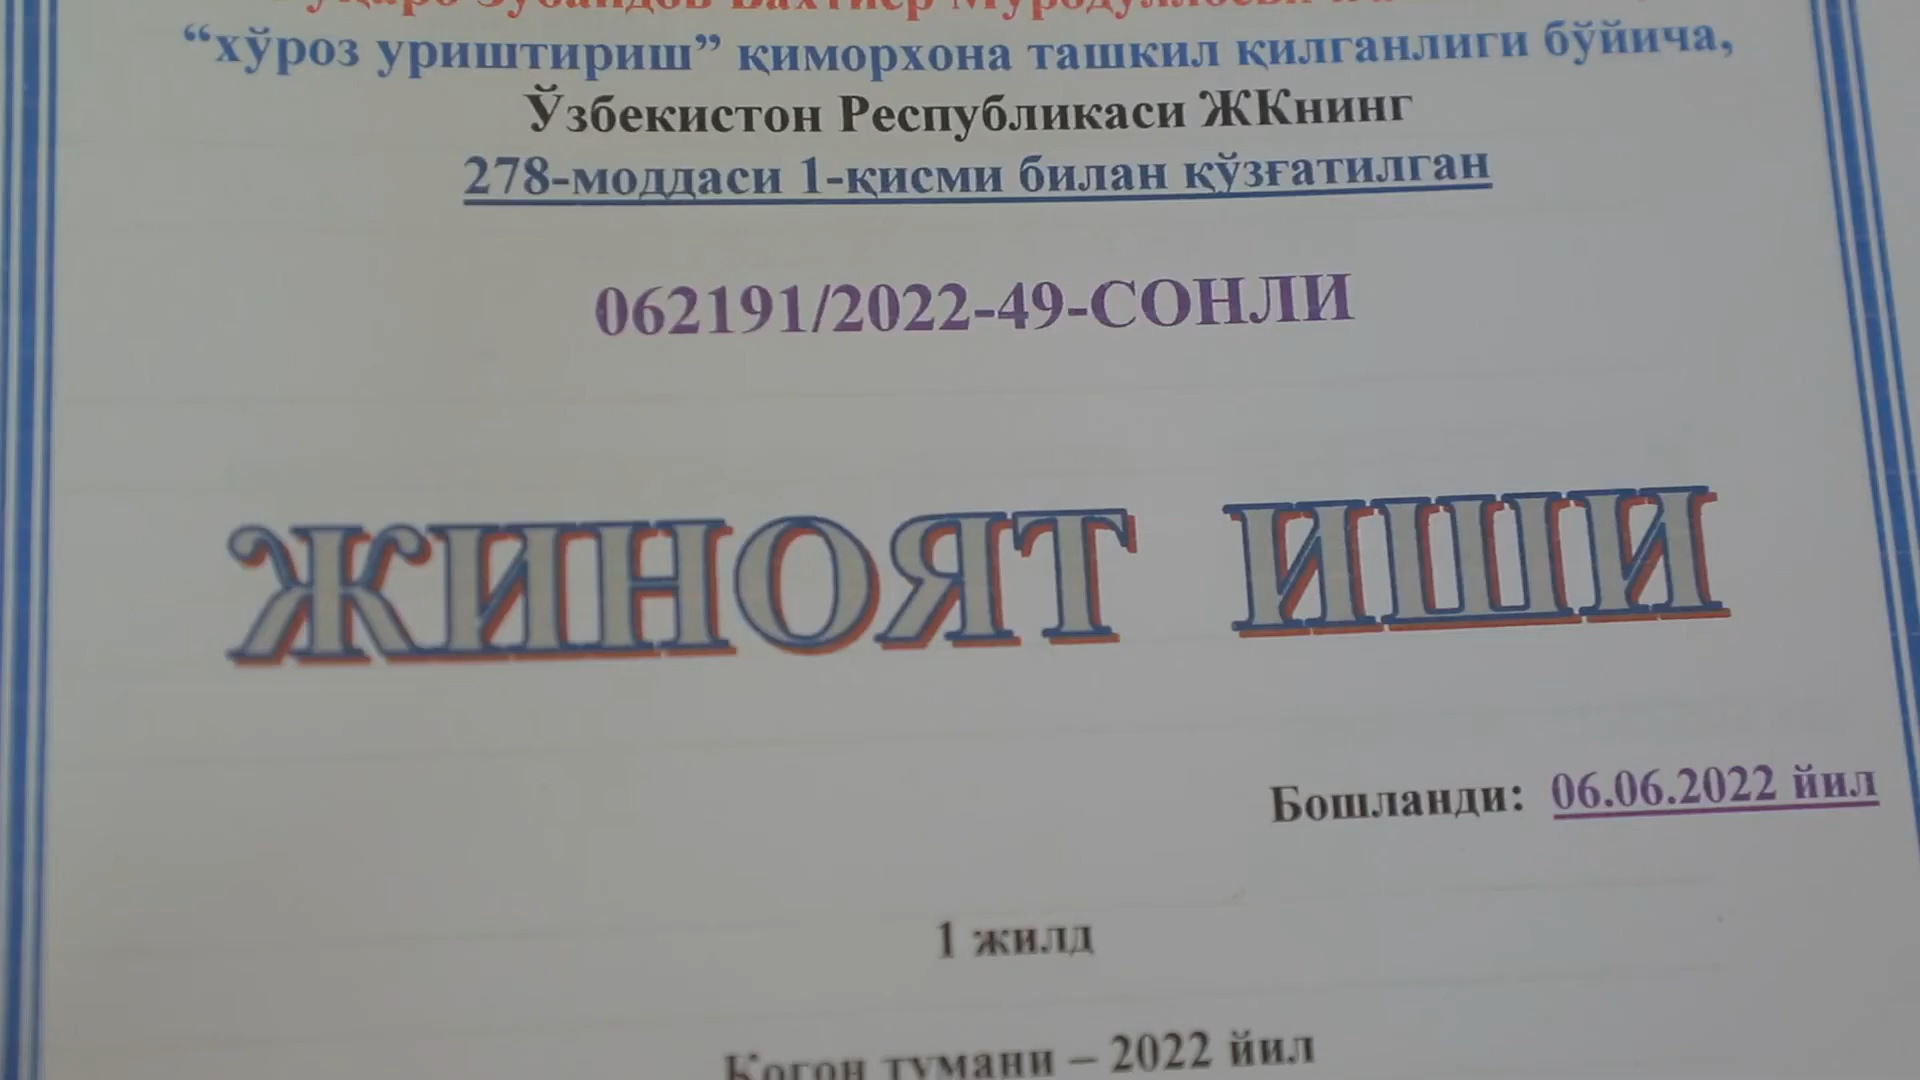 “хўроз уриштириш” қиморхона ташкил қилганлиги бўйича,
Ўзбекистон Республикаси ЖКнинг
278-моддаси 1-қисми билан қўзғатилган
062191/2022-49-СОНЛИ
ЖИНОЯТ ИШИ
Бошланди: 06.06.2022 йил
1 жилд
Когон тумани – 2022 йил